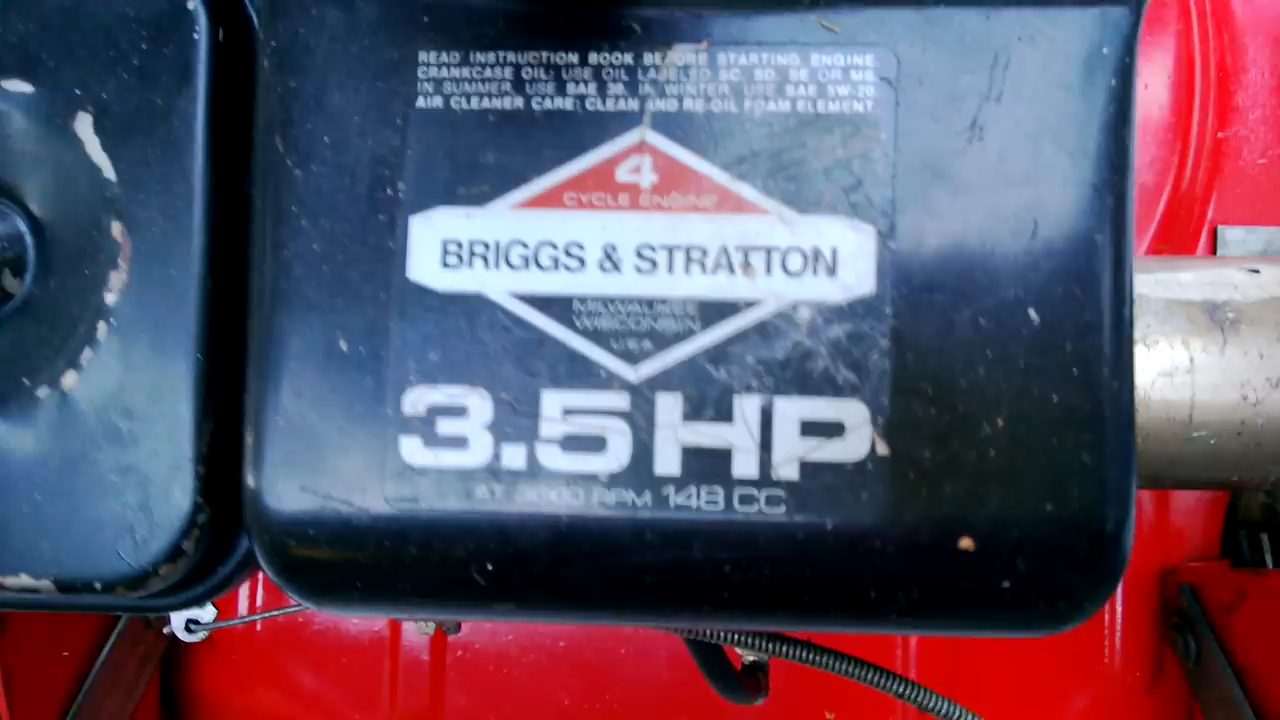 READ INSTRUCTION BOOK BEFORE STARTING ENGINE.
CRANKCASE OIL: USE OIL LABELED SC, SD, SE OR MS.
IN SUMMER, USE SAE 30. IN WINTER, USE SAE 5W-20.
AIR CLEANER CARE: CLEAN AND RE-OIL FOAM ELEMENT.
4
CYCLE ENGINE
BRIGGS & STRATTON
MILWAUKEE
WISCONSIN
USA
3.5 HP
AT RPM 148 CC